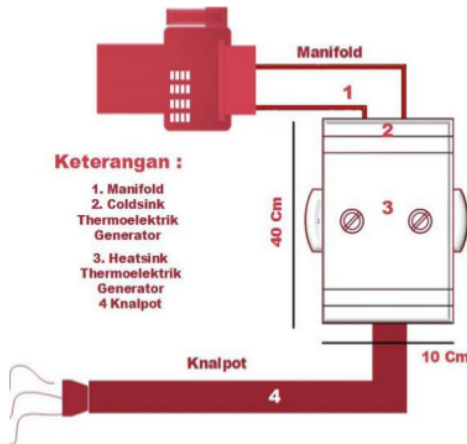 Manifold
1
2
Keterangan :
1. Manifold
2. Coldsink
Thermoelektrik
Generator
3. Heatsink
Thermoelektrik
Generator
4 Knalpot
40 Cm
3
10 Cm
Knalpot
4